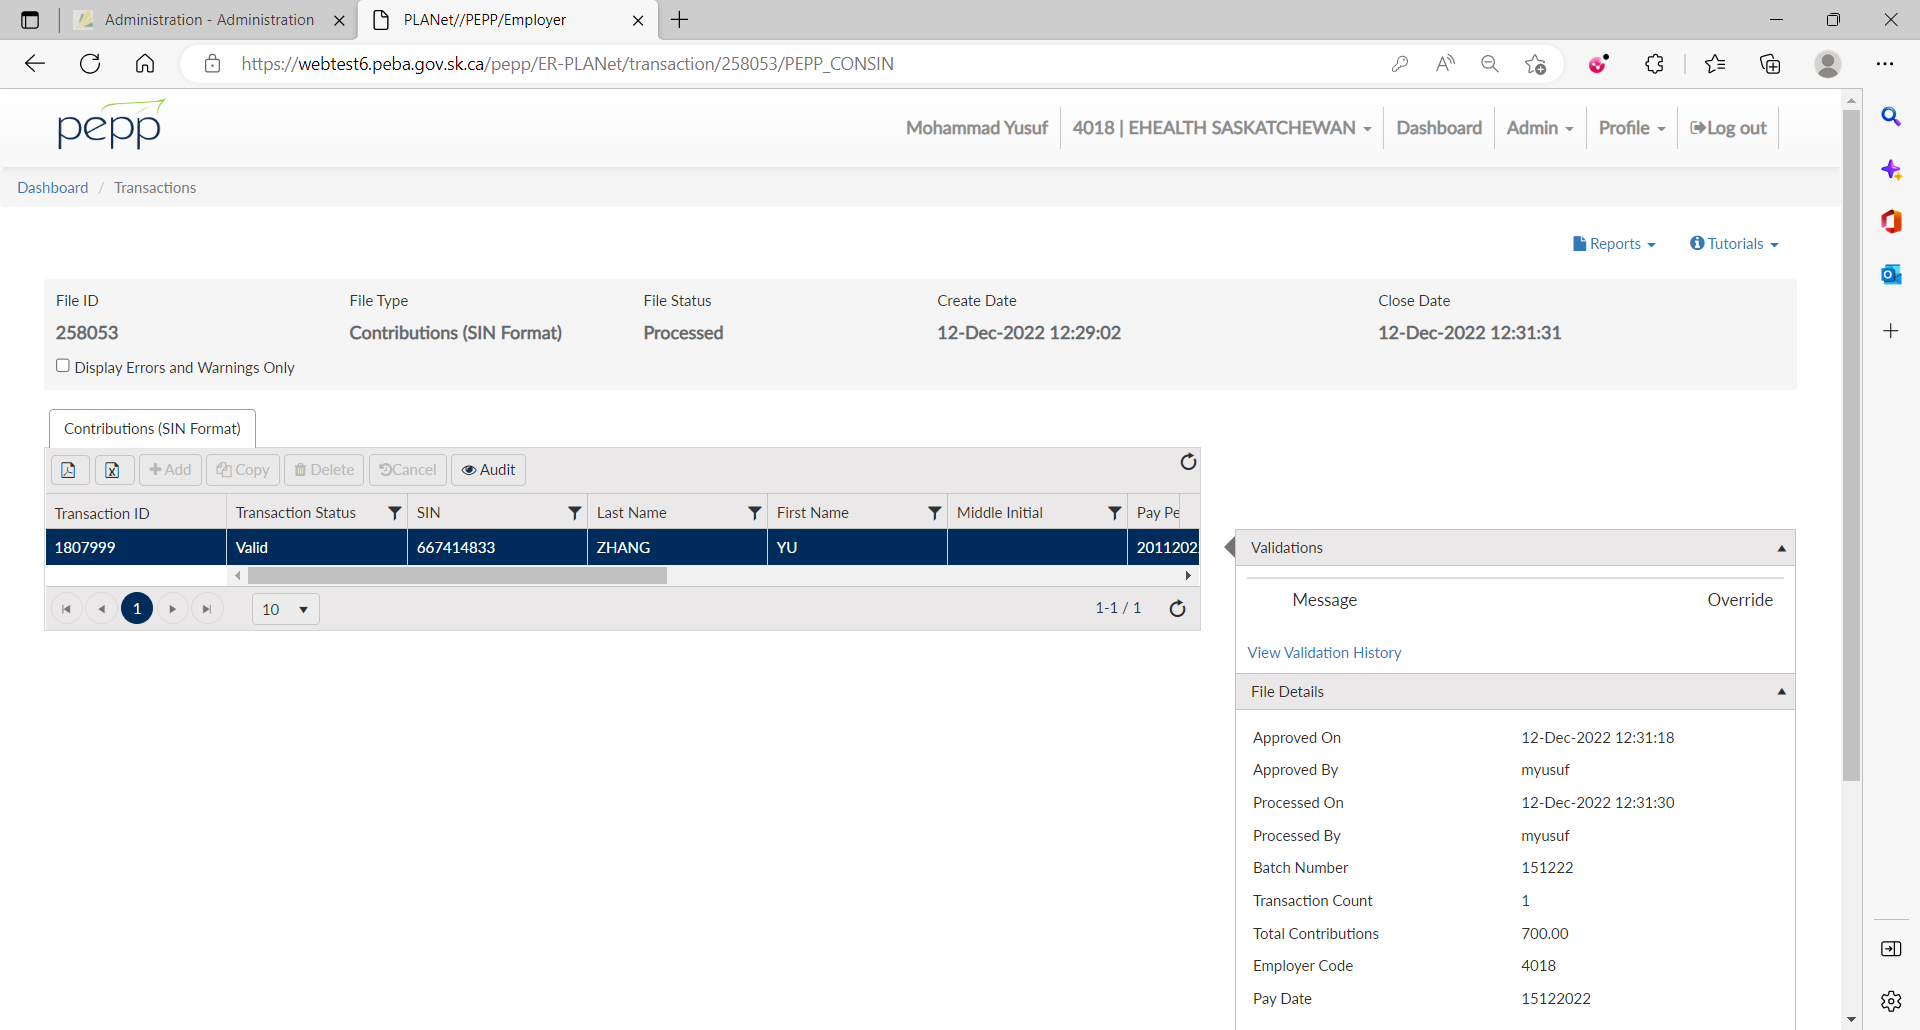 Administration - Administration
PLANet//PEPP/Employer
https://webtest6.peba.gov.sk.ca/pepp/ER-PLANet/transaction/258053/PEPP_CONSIN
pepp
Mohammad Yusuf
4018 | EHEALTH SASKATCHEWAN
Dashboard
Admin
Profile
Log out
Dashboard / Transactions
Reports
Tutorials
File ID
File Type
File Status
Create Date
Close Date
258053
Contributions (SIN Format)
Processed
12-Dec-2022 12:29:02
12-Dec-2022 12:31:31
Display Errors and Warnings Only
Contributions (SIN Format)
Add
Copy
Delete
Cancel
Audit
Transaction ID
Transaction Status
SIN
Last Name
First Name
Middle Initial
Pay Pe
1807999
Valid
667414833
ZHANG
YU
2011202
1
10
1-1 / 1
Validations
Message
Override
View Validation History
File Details
Approved On 12-Dec-2022 12:31:18
Approved By myusuf
Processed On 12-Dec-2022 12:31:30
Processed By myusuf
Batch Number 151222
Transaction Count 1
Total Contributions 700.00
Employer Code 4018
Pay Date 15122022